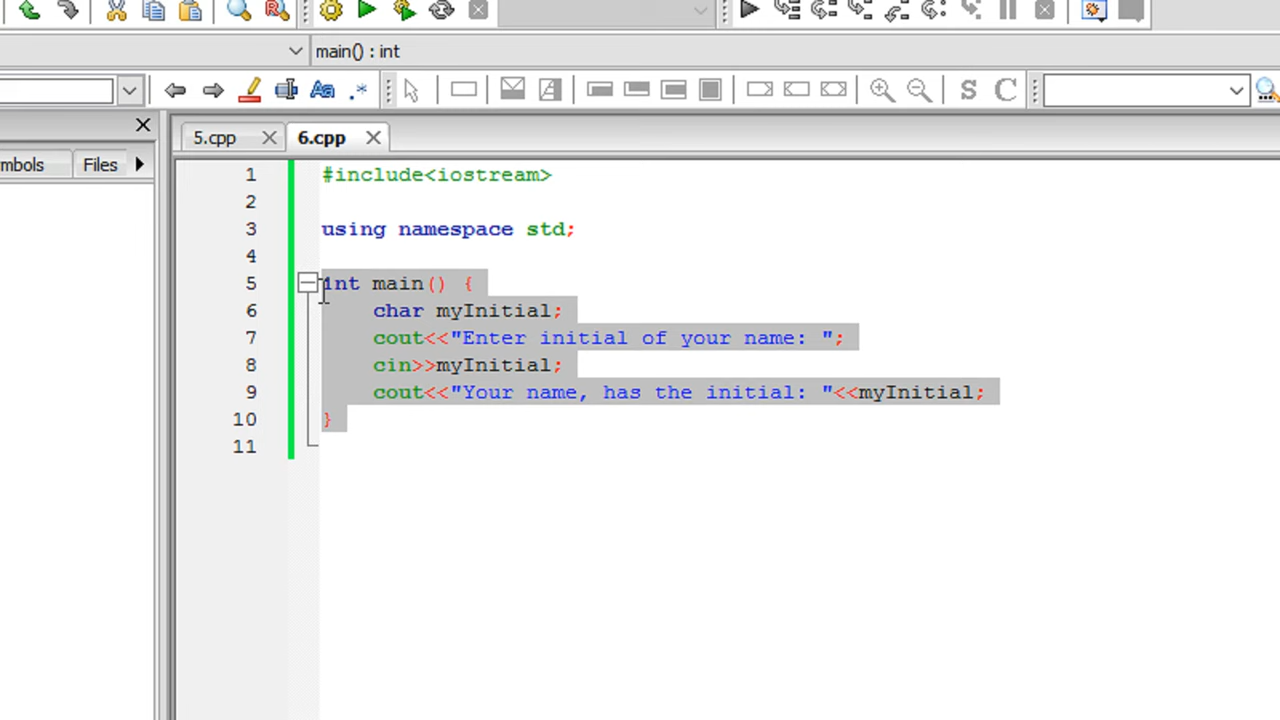 main() : int
Aa .*
S C
mbols Files
5.cpp 6.cpp
1 #include<iostream>
2
3 using namespace std;
4
5 int main() {
6 char myInitial;
7 cout<<"Enter initial of your name: ";
8 cin>>myInitial;
9 cout<<"Your name, has the initial: "<<myInitial;
10 }
11